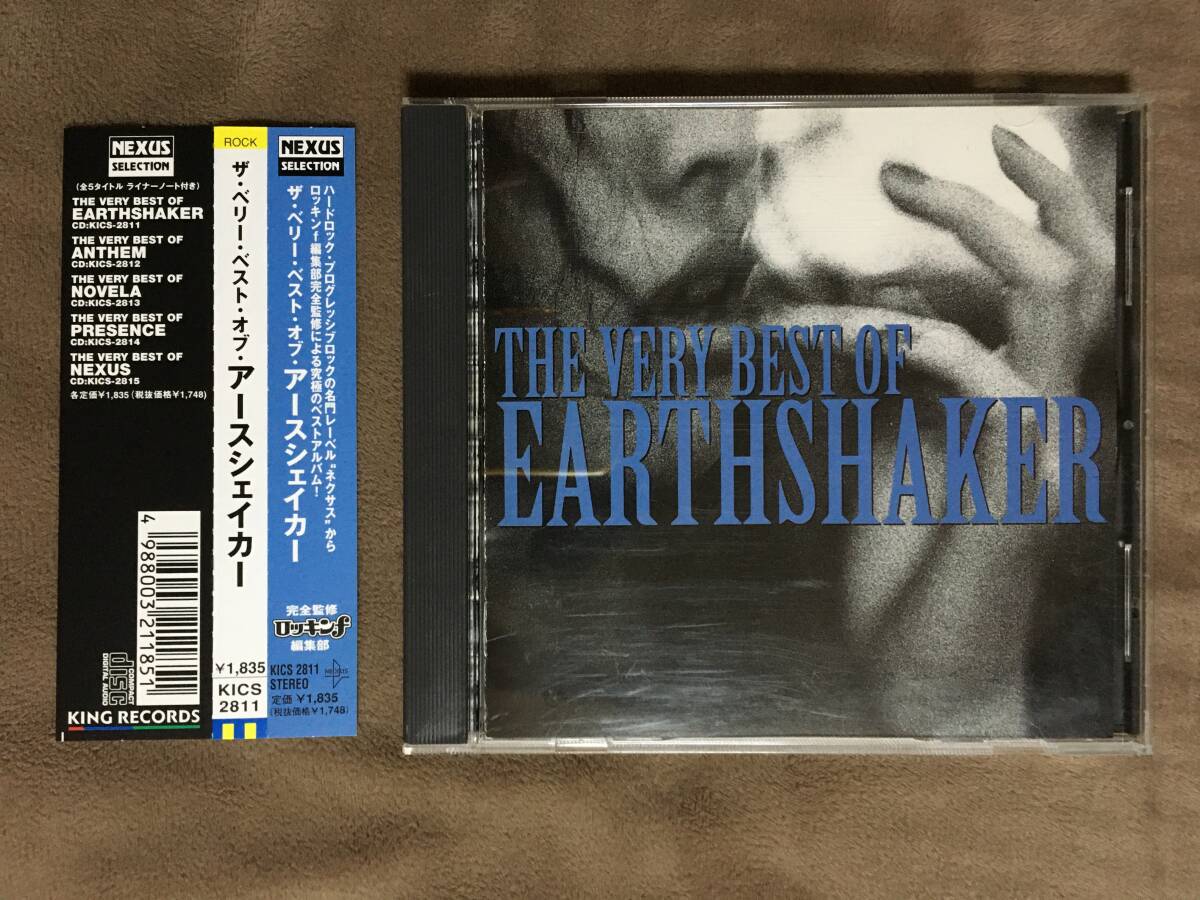 NEXUS
SELECTION
(全5タイトル ライナーノート付き)
THE VERY BEST OF
EARTHSHAKER
CD:KICS-2811
THE VERY BEST OF
ANTHEM
CD:KICS-2812
THE VERY BEST OF
NOVELA
CD:KICS-2813
THE VERY BEST OF
PRESENCE
CD:KICS-2814
THE VERY BEST OF
NEXUS
CD:KICS-2815
各定価¥1,835(税抜価格¥1,748)
4 988003 211851
COMPACT
disc
DIGITAL AUDIO
KING RECORDS
ROCK
ザ・ベリー・ベスト・オブ・アースシェイカー
¥1,835
KICS
2811
NEXUS
SELECTION
ハードロック・プログレッシブロックの名門レーベル“ネクサス”から
ロッキンf編集部完全監修による究極のベストアルバム!
ザ・ベリー・ベスト・オブ・アースシェイカー
完全監修
ロッキンf
編集部
KICS 2811
STEREO
NEXUS
定価 ¥1,835
(税抜価格¥1,748)
THE VERY BEST OF
EARTHSHAKER